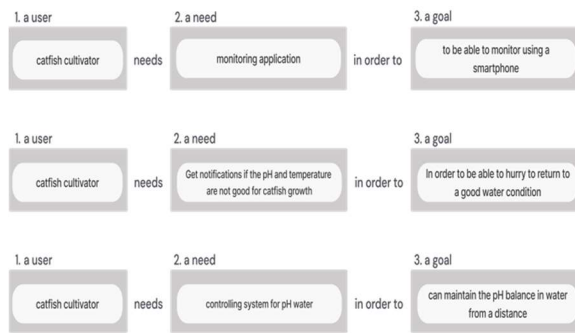 1. a user
2. a need
3. a goal
catfish cultivator
needs
monitoring application
in order to
to be able to monitor using a
smartphone
1. a user
2. a need
3. a goal
catfish cultivator
needs
Get notifications if the pH and temperature
are not good for catfish growth
in order to
In order to be able to hurry to return to
a good water condition
1. a user
2. a need
3. a goal
catfish cultivator
needs
controlling system for pH water
in order to
can maintain the pH balance in water
from a distance